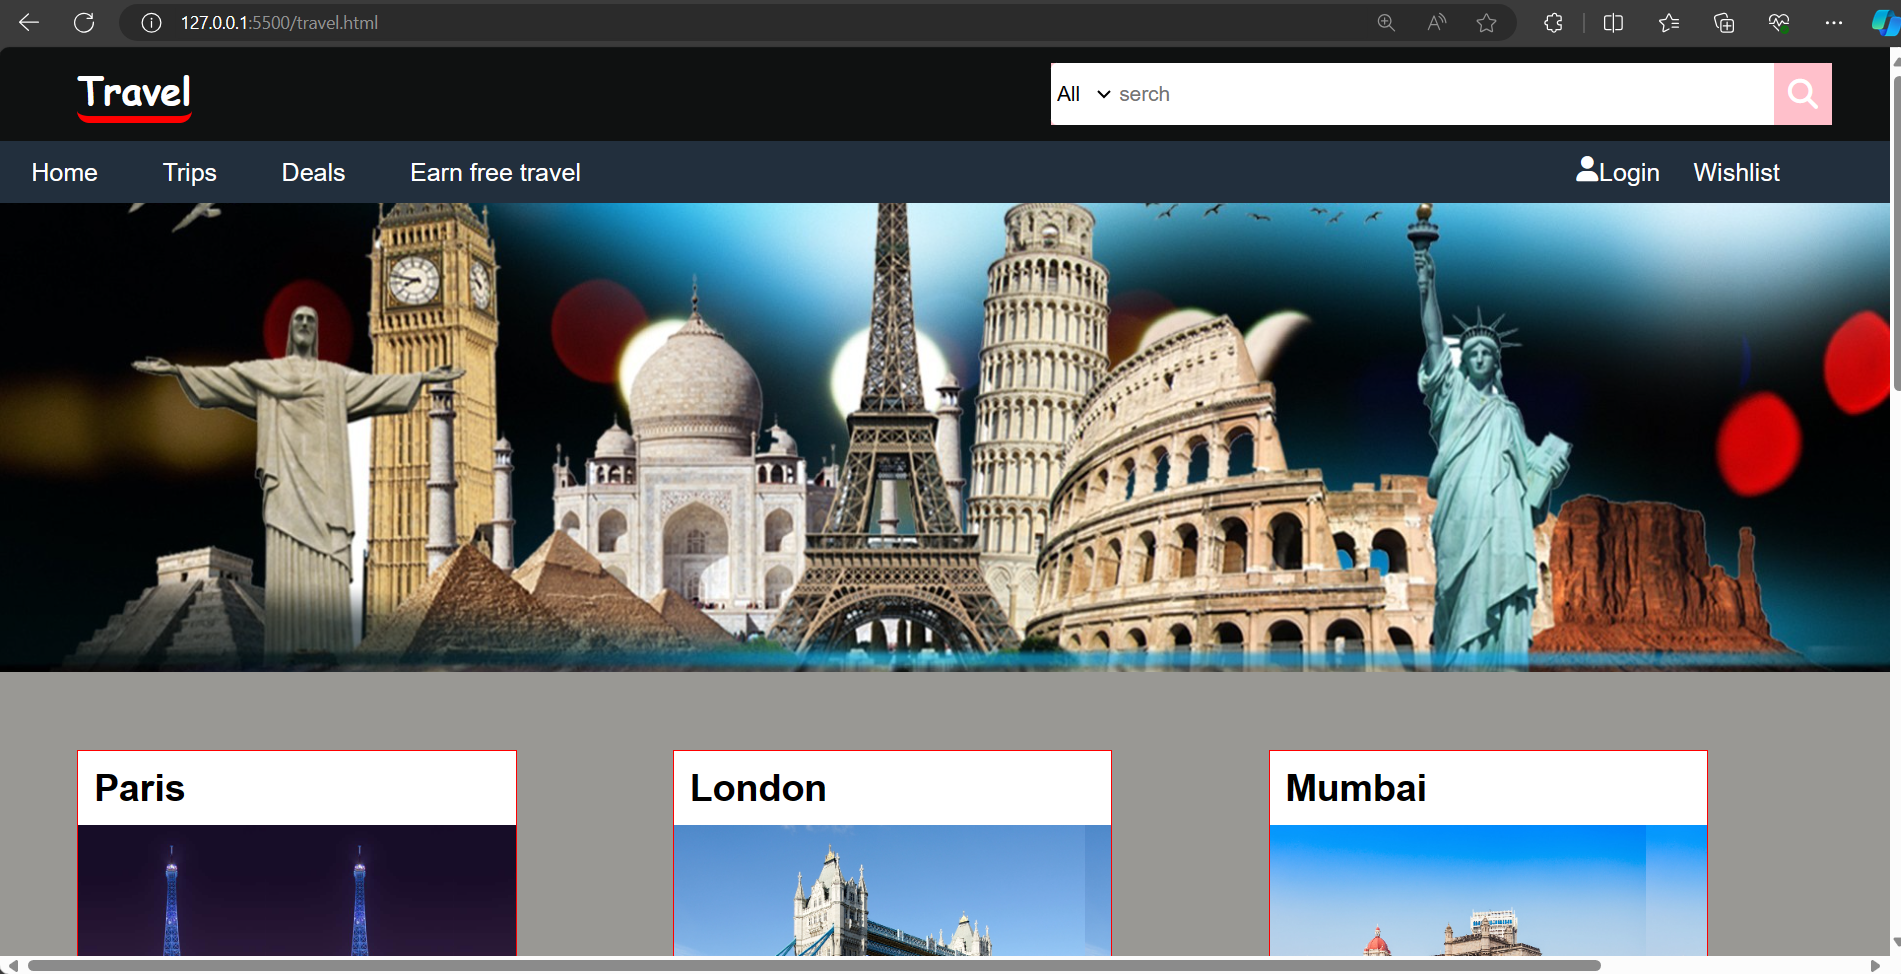 127.0.0.1:5500/travel.html
Travel
All serch
Home Trips Deals Earn free travel Login Wishlist
Paris London Mumbai